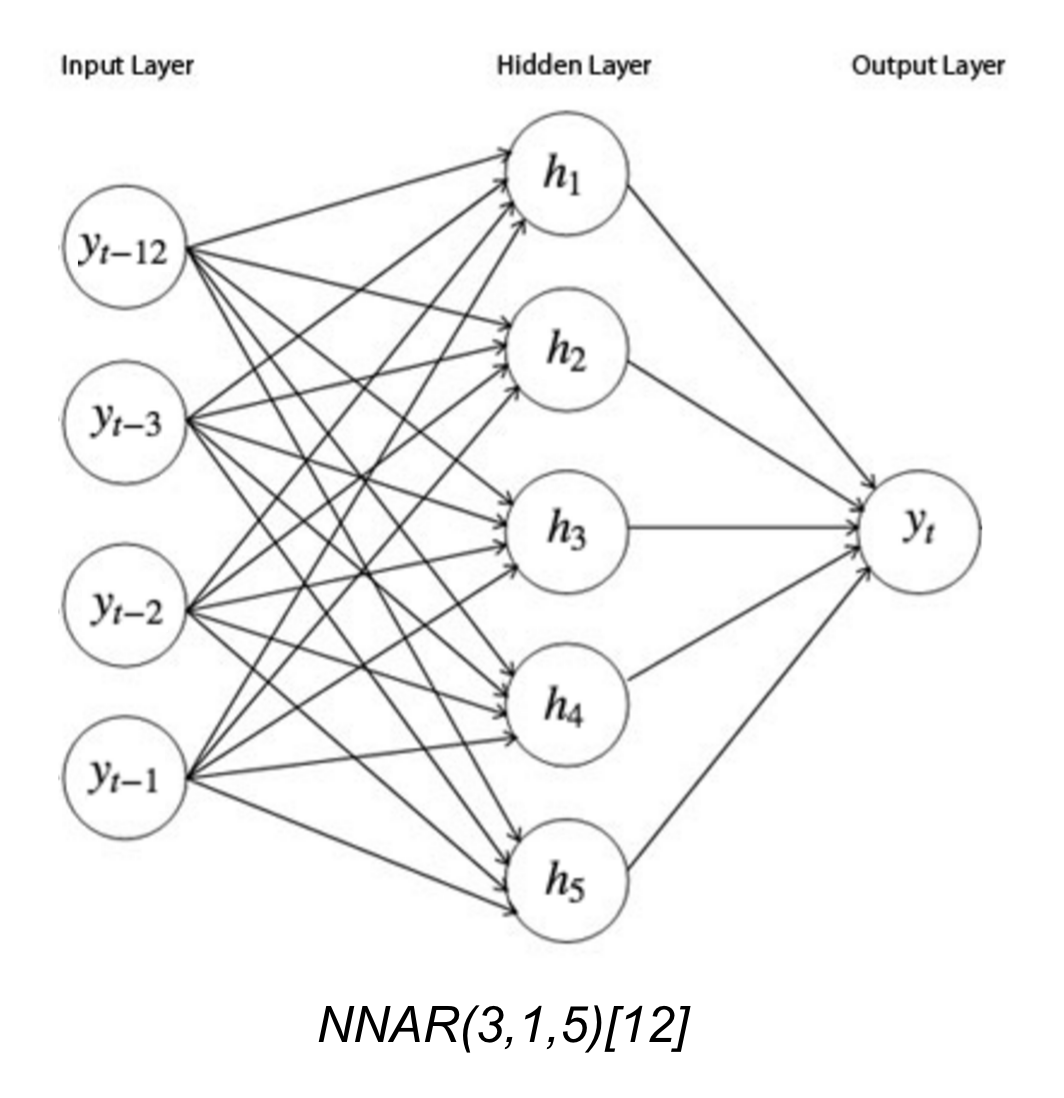 Input Layer
Hidden Layer
Output Layer
y_{t-12}
y_{t-3}
y_{t-2}
y_{t-1}
h_1
h_2
h_3
h_4
h_5
y_t
NNAR(3,1,5)[12]